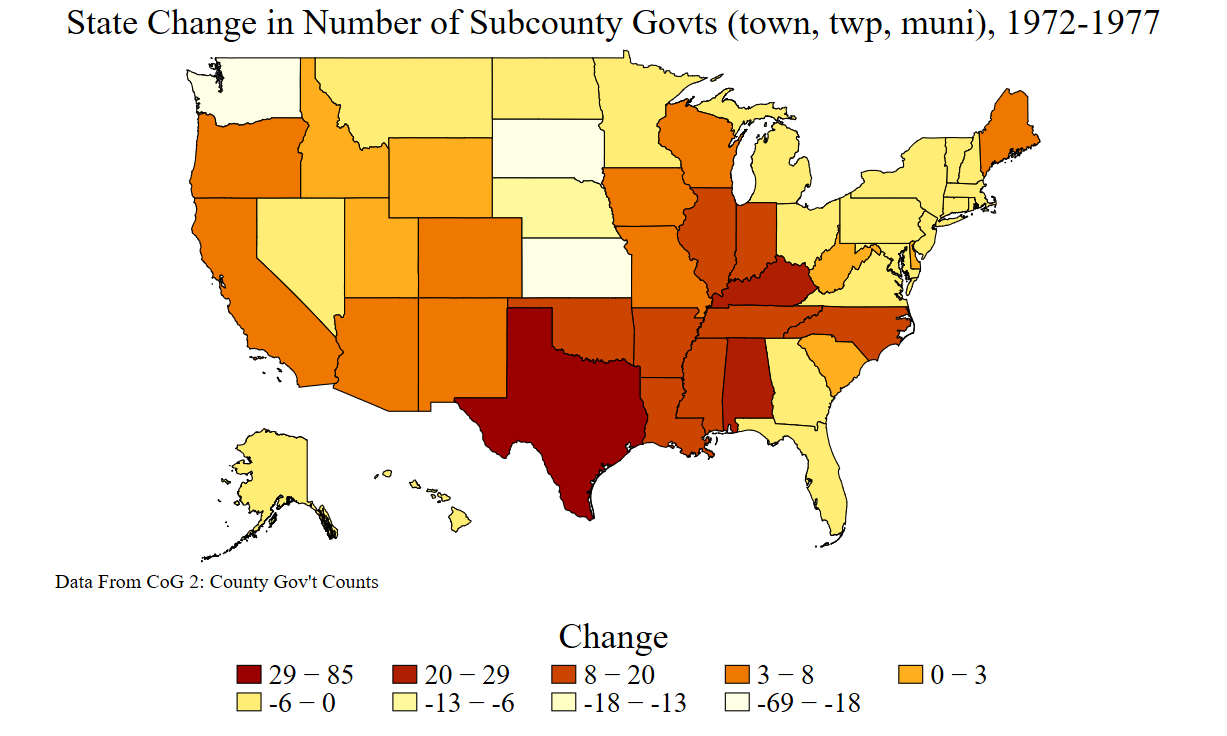 State Change in Number of Subcounty Govts (town, twp, muni), 1972-1977
Data From CoG 2: County Gov't Counts
Change
29 − 85 20 − 29 8 − 20 3 − 8 0 − 3
-6 − 0 -13 − -6 -18 − -13 -69 − -18